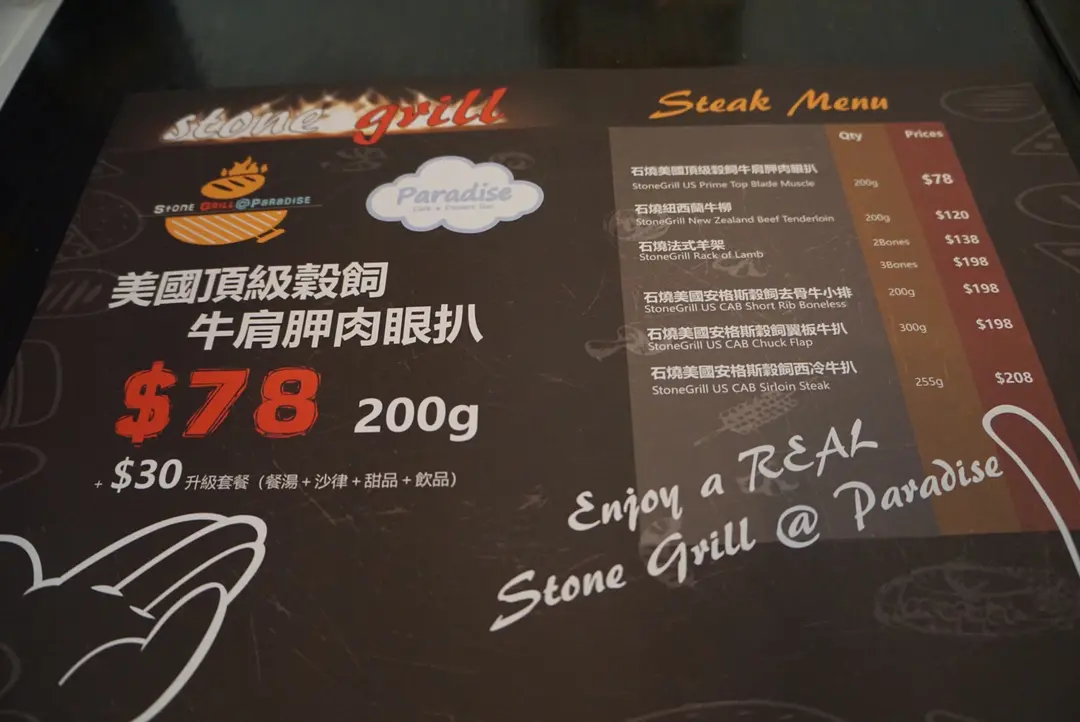 stone grill
Stone Grill@Paradise
Paradise
美國頂級穀飼
牛肩胛肉眼扒
$78 200g
+ $30 升級套餐（餐湯+沙律+甜品+飲品）
Steak Menu
Qty Prices
石燒美國頂級穀飼牛肩胛肉眼扒
StoneGrill US Prime Top Blade Muscle 200g $78
石燒紐西蘭牛柳
StoneGrill New Zealand Beef Tenderloin 200g $120
石燒法式羊架 2Bones $138
StoneGrill Rack of Lamb
3Bones $198
石燒美國安格斯穀飼去骨牛小排 200g $198
StoneGrill US CAB Short Rib Boneless
石燒美國安格斯穀飼翼板牛扒 300g $198
StoneGrill US CAB Chuck Flap
石燒美國安格斯穀飼西冷牛扒
StoneGrill US CAB Sirloin Steak 255g $208
Enjoy a REAL
Stone Grill @ Paradise